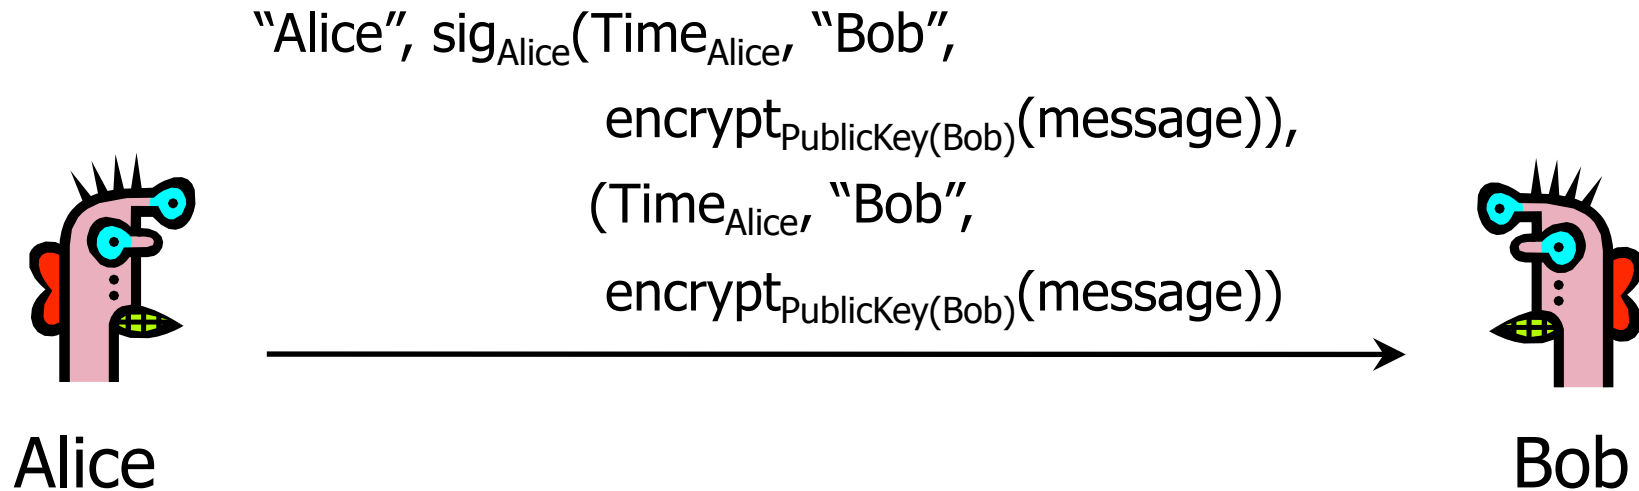 “Alice”, sigAlice(TimeAlice, “Bob”,
encryptPublicKey(Bob)(message)),
(TimeAlice, “Bob”,
encryptPublicKey(Bob)(message))
Alice
Bob